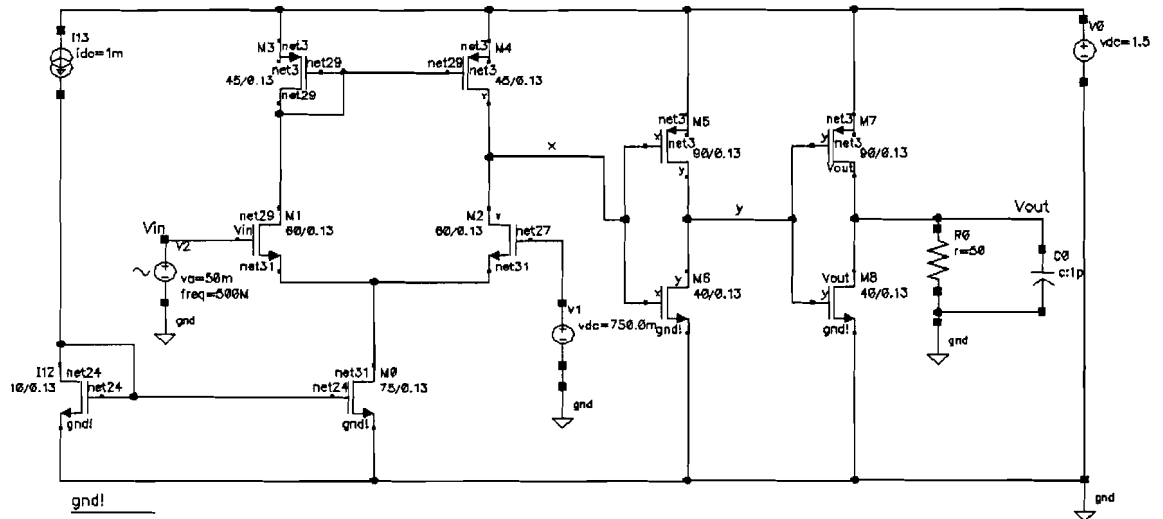 I13
idc=1m
M3
net3
net3
net29
45/0.13
net29
net3
M4
net29
net3
45/0.13
Y
V0
vdc=1.5
x
net3
M5
x
net3
90/0.13
y
net3
M7
y
net3
90/0.13
Vout
y
Vout
net29
M1
Vin
V2
Vin
60/0.13
net31
M2
60/0.13
net27
net31
va=50m
freq=500M
gnd
V1
vdc=750.0m
gnd
x
y
M6
40/0.13
gnd!
Vout
M8
y
40/0.13
gnd!
R0
r=50
C0
c:1p
gnd
I12
net24
10/0.13
net24
gnd!
net31
M0
net24
75/0.13
gnd!
gnd!
gnd